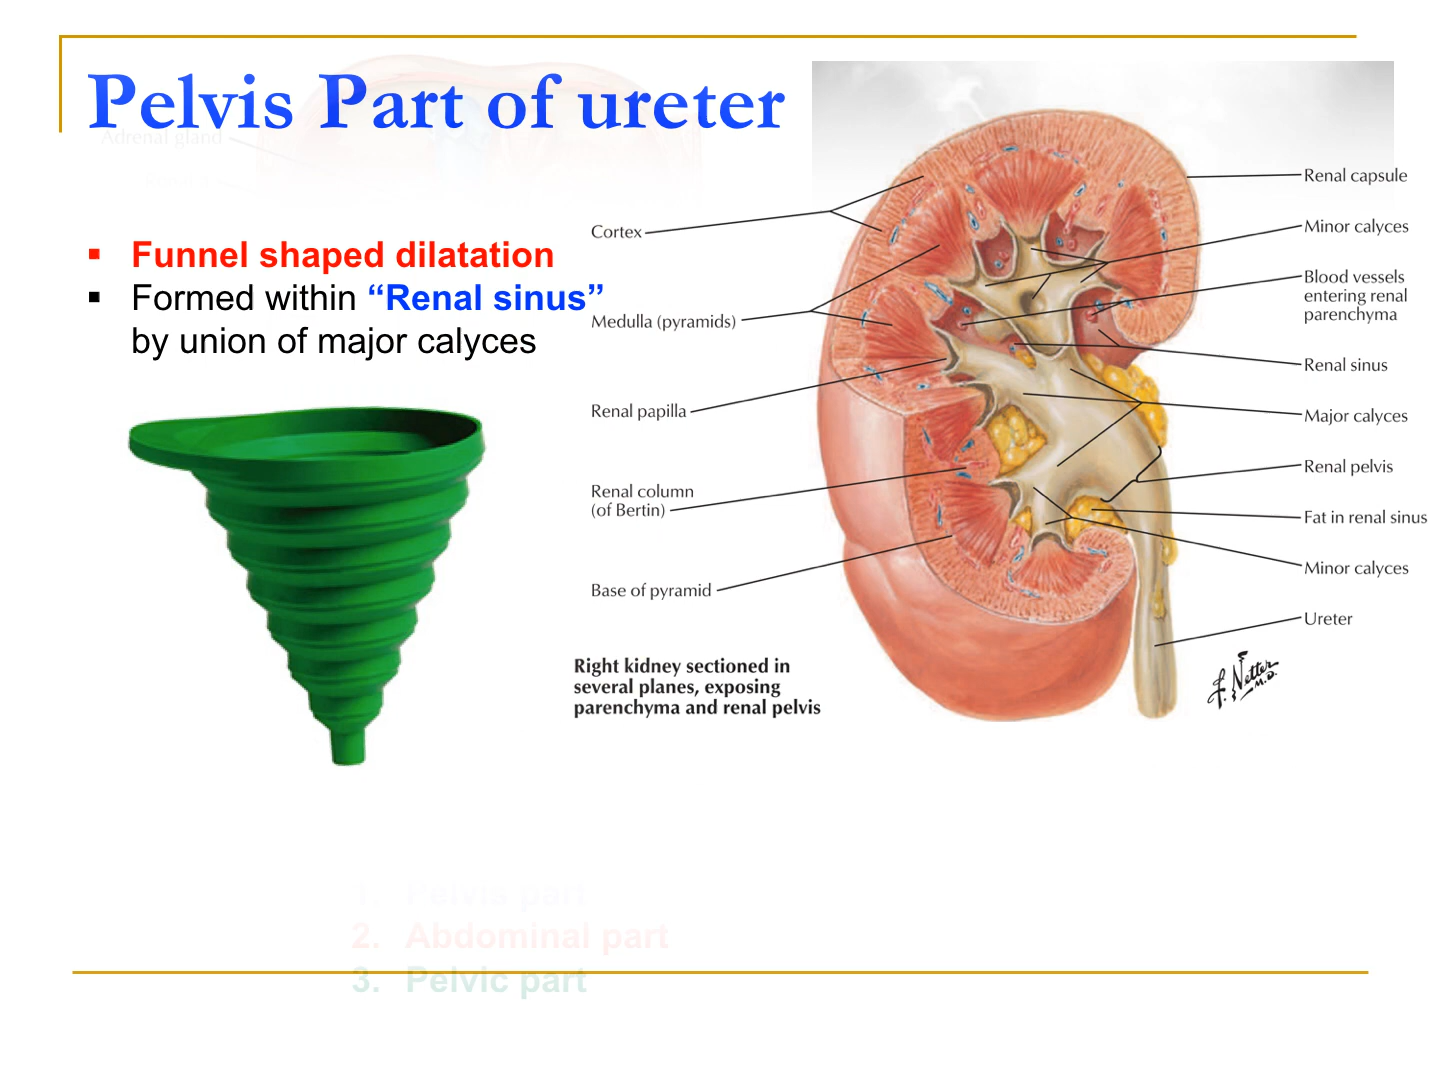 Pelvis Part of ureter
Adrenal gland
▪ Funnel shaped dilatation
▪ Formed within “Renal sinus”
by union of major calyces
Cortex
Medulla (pyramids)
Renal papilla
Renal column
(of Bertin)
Base of pyramid
Right kidney sectioned in
several planes, exposing
parenchyma and renal pelvis
Renal capsule
Minor calyces
Blood vessels
entering renal
parenchyma
Renal sinus
Major calyces
Renal pelvis
Fat in renal sinus
Minor calyces
Ureter
F. Netter
M.D.
1. Pelvis part
2. Abdominal part
3. Pelvic part